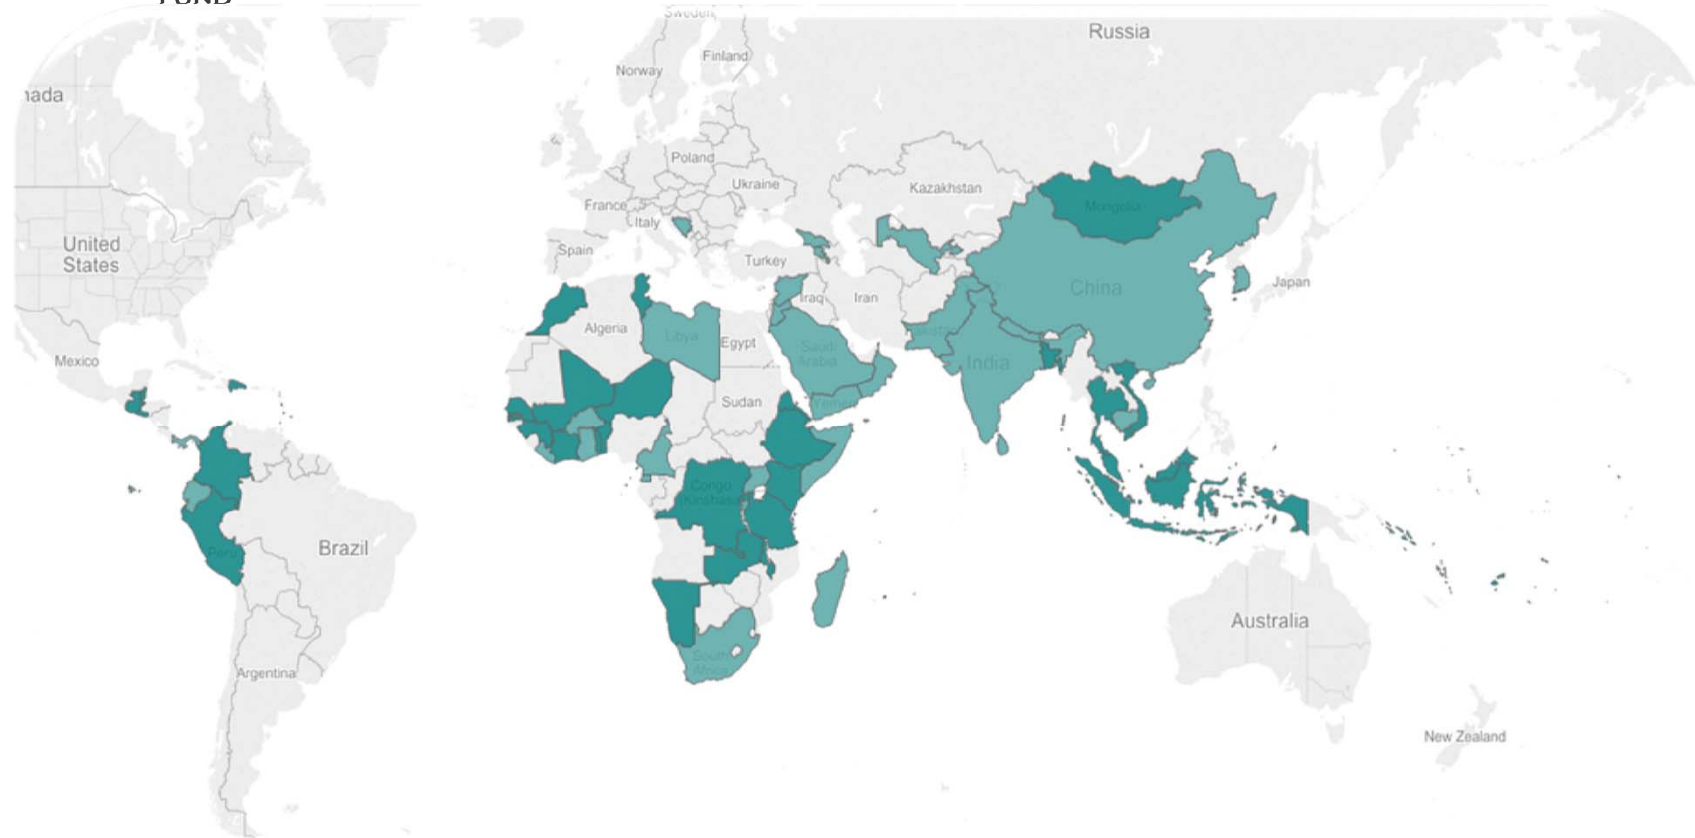 FUND
Sweden
Russia
Finland
Norway
nada
Poland
Ukraine
Kazakhstan
France
Italy
Mongolia
United
States
Spain
Turkey
Iraq
Iran
China
Japan
Algeria
Libya
Egypt
Saudi
Arabia
Pakistan
India
Mexico
Sudan
Yemen
Congo
(Kinshasa)
Peru
Brazil
Australia
South
Africa
Argentina
New Zealand